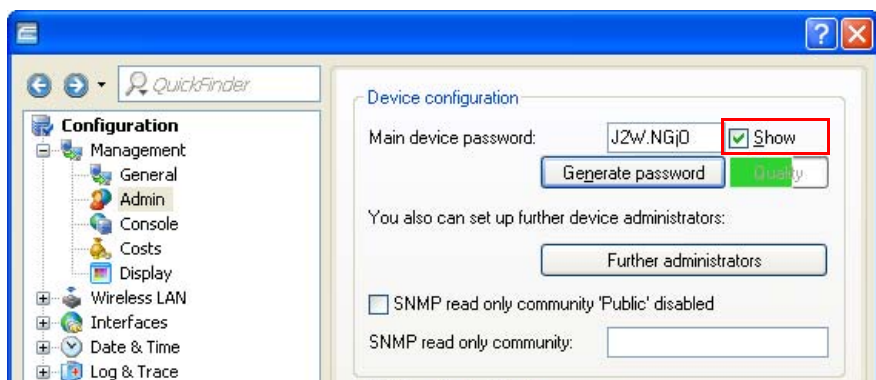 QuickFinder
Configuration
Management
General
Admin
Console
Costs
Display
Wireless LAN
Interfaces
Date & Time
Log & Trace
Device configuration
Main device password: J2W.NGj0 Show
Generate password Quality
You also can set up further device administrators:
Further administrators
SNMP read only community 'Public' disabled
SNMP read only community: